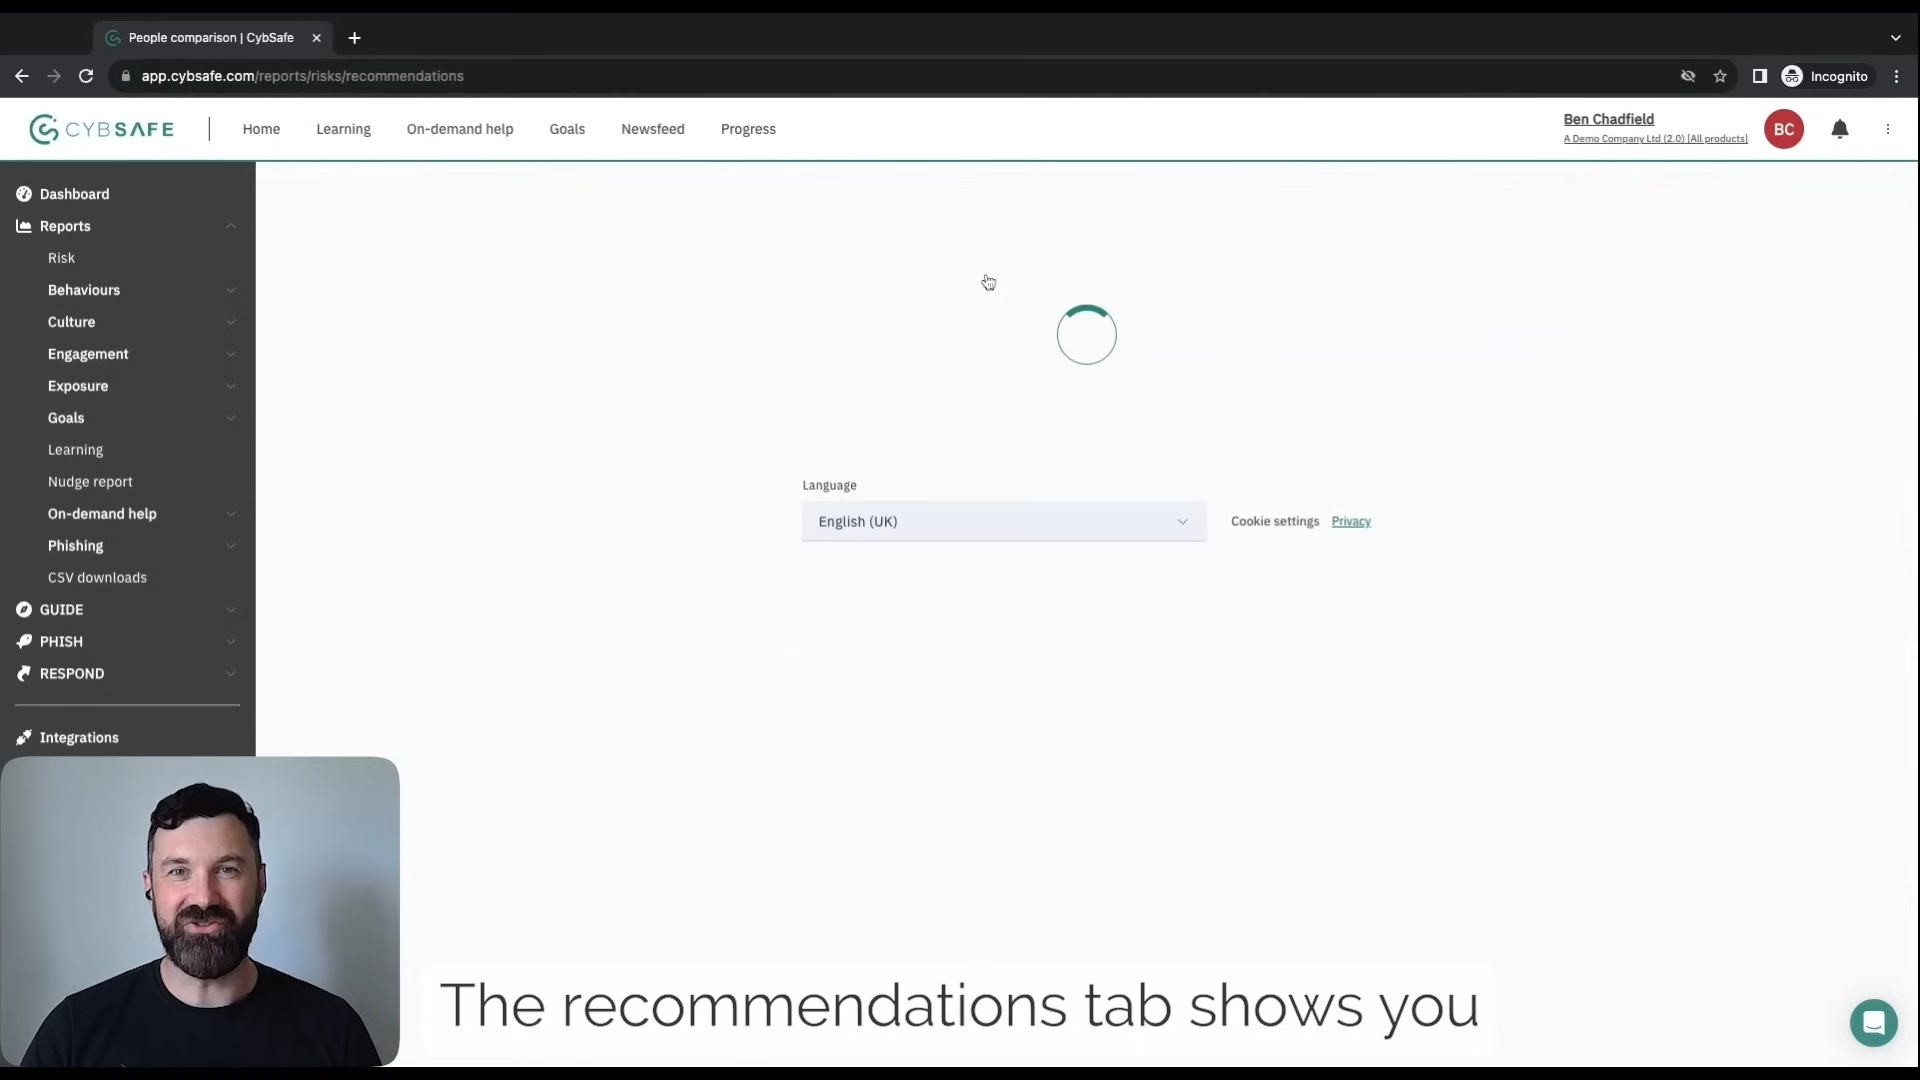 People comparison | CybSafe
app.cybsafe.com/reports/risks/recommendations
Incognito
CYBSAFE
Home
Learning
On-demand help
Goals
Newsfeed
Progress
Ben Chadfield
A Demo Company Ltd (2.0) [All products]
BC
Dashboard
Reports
Risk
Behaviours
Culture
Engagement
Exposure
Goals
Learning
Nudge report
On-demand help
Phishing
CSV downloads
GUIDE
PHISH
RESPOND
Integrations
Language
English (UK)
Cookie settings
Privacy
The recommendations tab shows you